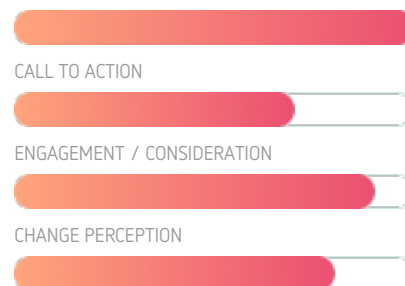 CALL TO ACTION
ENGAGEMENT / CONSIDERATION
CHANGE PERCEPTION